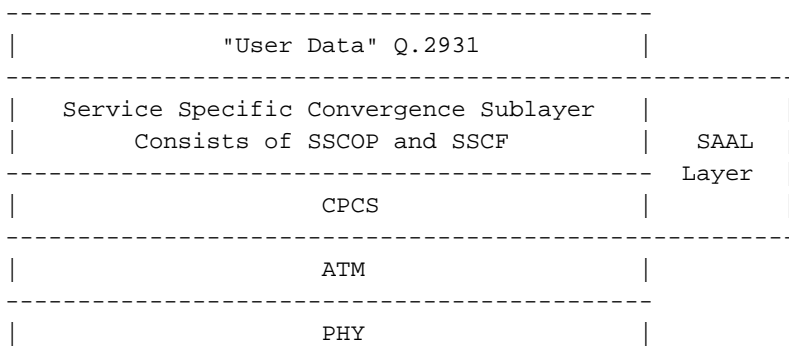 "User Data" Q.2931
Service Specific Convergence Sublayer
Consists of SSCOP and SSCF SAAL
Layer
CPCS
ATM
PHY